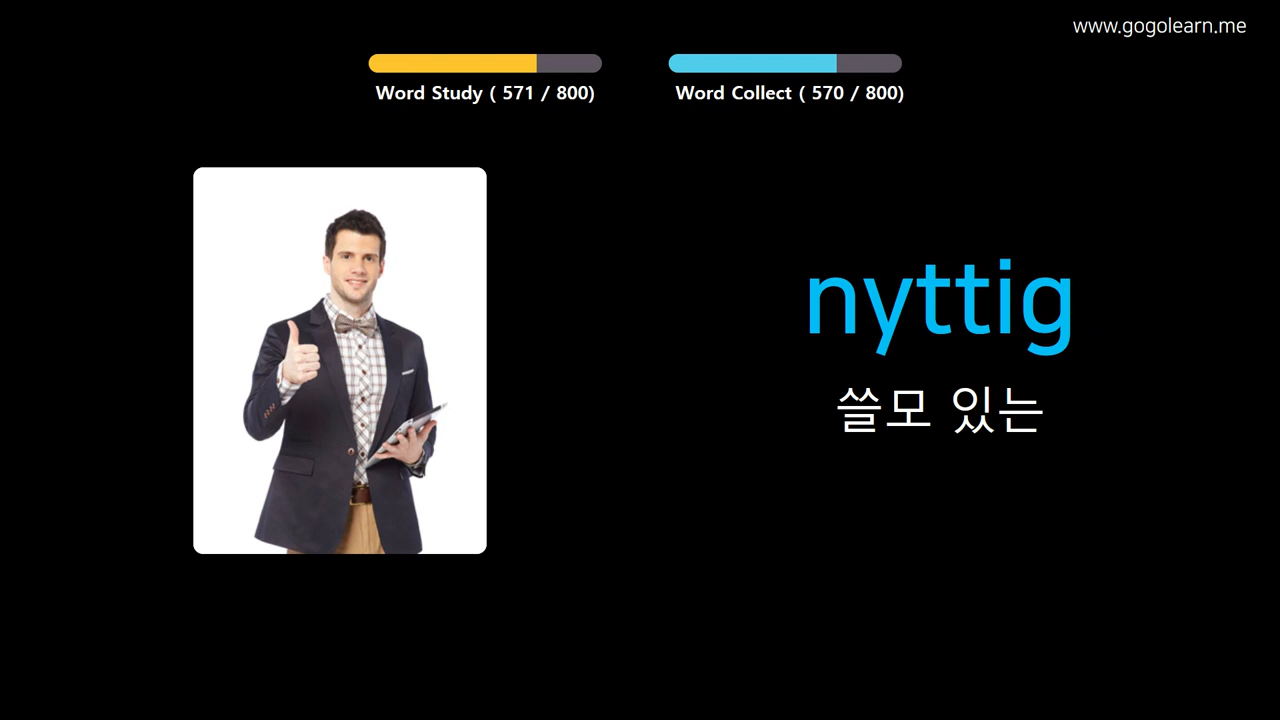 www.gogolearn.me
Word Study ( 571 / 800)
Word Collect ( 570 / 800)
nyttig
쓸모 있는